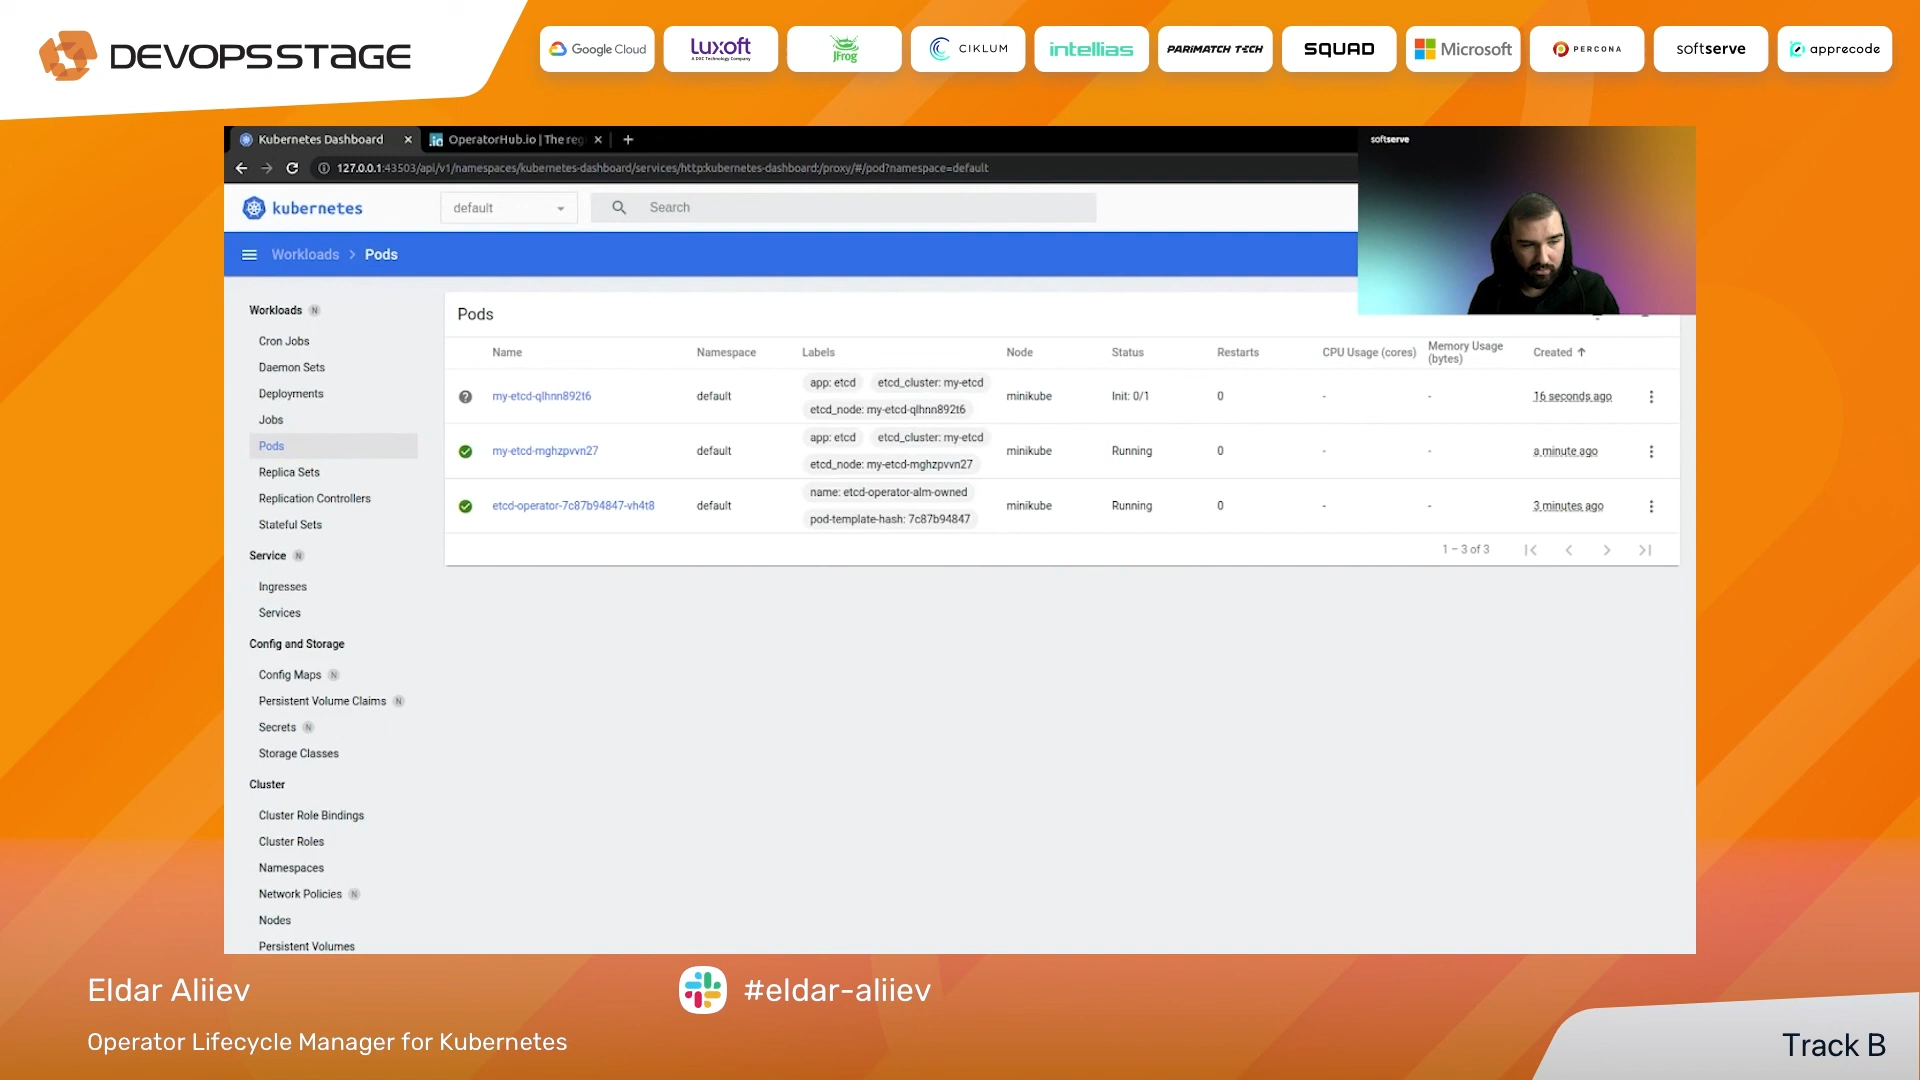 DEVOPSSTAGE
Google Cloud
Luxoft
A DXC Technology Company
JFrog
CIKLUM
intellias
PARIMATCH TECH
SQUAD
Microsoft
PERCONA
softserve
apprecode
Kubernetes Dashboard
OperatorHub.io | The reg
127.0.0.1:43503/api/v1/namespaces/kubernetes-dashboard/services/http:kubernetes-dashboard:/proxy/#/pod?namespace=default
softserve
kubernetes
default
Search
Workloads > Pods
Workloads N
Cron Jobs
Daemon Sets
Deployments
Jobs
Pods
Replica Sets
Replication Controllers
Stateful Sets
Service N
Ingresses
Services
Config and Storage
Config Maps N
Persistent Volume Claims N
Secrets N
Storage Classes
Cluster
Cluster Role Bindings
Cluster Roles
Namespaces
Network Policies N
Nodes
Persistent Volumes
Pods
Name Namespace Labels Node Status Restarts CPU Usage (cores) Memory Usage (bytes) Created
my-etcd-qlhnn892t6 default app: etcd etcd_cluster: my-etcd minikube Init: 0/1 0 - - 16 seconds ago
etcd_node: my-etcd-qlhnn892t6
my-etcd-mghzpvvn27 default app: etcd etcd_cluster: my-etcd minikube Running 0 - - a minute ago
etcd_node: my-etcd-mghzpvvn27
etcd-operator-7c87b94847-vh4t8 default name: etcd-operator-alm-owned minikube Running 0 - - 3 minutes ago
pod-template-hash: 7c87b94847
1 – 3 of 3
Eldar Aliiev
#eldar-aliiev
Operator Lifecycle Manager for Kubernetes
Track B